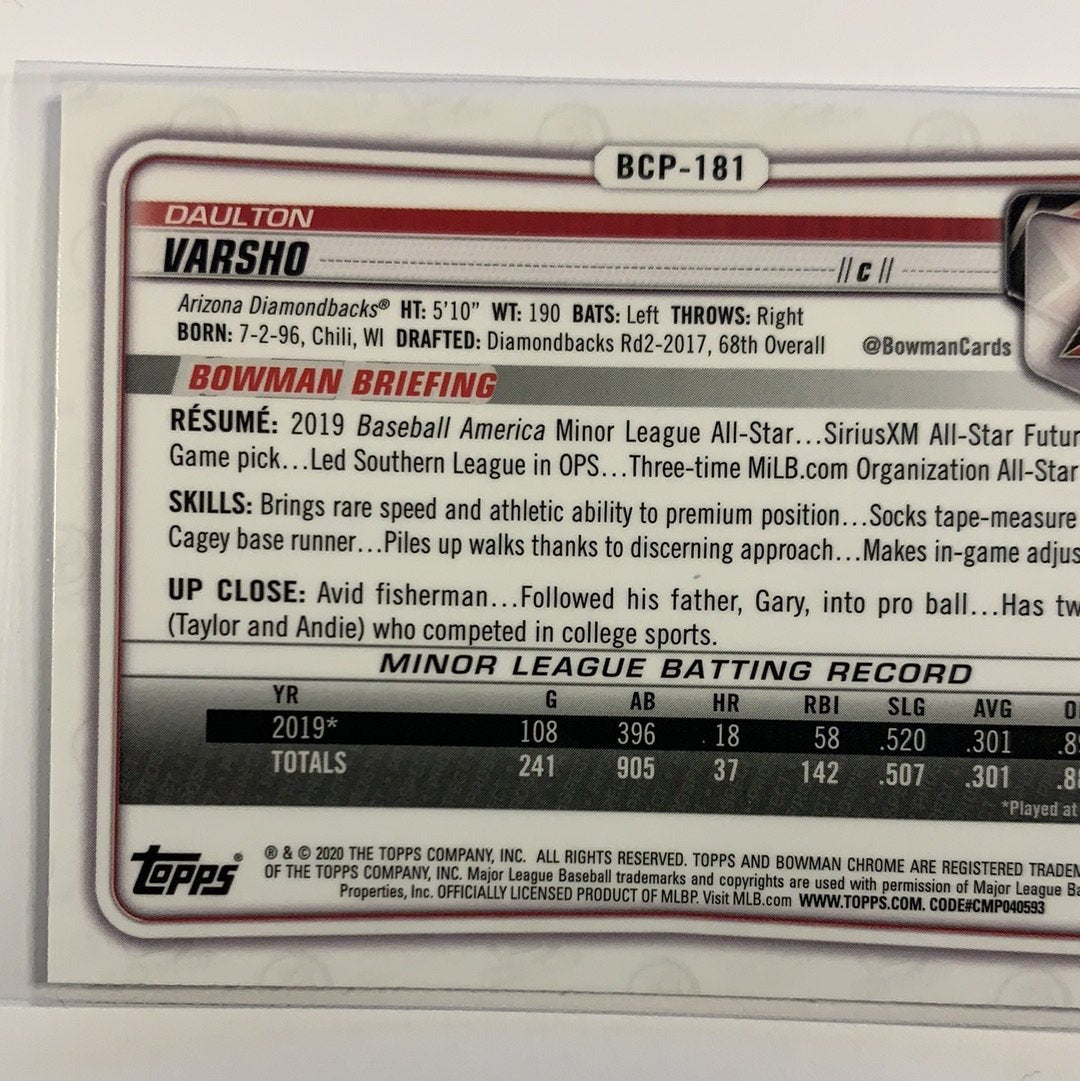 BCP-181
DAULTON
VARSHO
// C //
Arizona Diamondbacks® HT: 5'10" WT: 190 BATS: Left THROWS: Right
BORN: 7-2-96, Chili, WI DRAFTED: Diamondbacks Rd2-2017, 68th Overall @BowmanCards
BOWMAN BRIEFING
RÉSUMÉ: 2019 Baseball America Minor League All-Star...SiriusXM All-Star Futur
Game pick...Led Southern League in OPS...Three-time MiLB.com Organization All-Star
SKILLS: Brings rare speed and athletic ability to premium position...Socks tape-measure
Cagey base runner...Piles up walks thanks to discerning approach...Makes in-game adjus
UP CLOSE: Avid fisherman...Followed his father, Gary, into pro ball...Has tw
(Taylor and Andie) who competed in college sports.
MINOR LEAGUE BATTING RECORD
YR G AB HR RBI SLG AVG O
2019* 108 396 18 58 .520 .301 .8
TOTALS 241 905 37 142 .507 .301 .8
*Played at
Topps®
® & © 2020 THE TOPPS COMPANY, INC. ALL RIGHTS RESERVED. TOPPS AND BOWMAN CHROME ARE REGISTERED TRADEM
OF THE TOPPS COMPANY, INC. Major League Baseball trademarks and copyrights are used with permission of Major League Ba
Properties, Inc. OFFICIALLY LICENSED PRODUCT OF MLBP. Visit MLB.com WWW.TOPPS.COM. CODE#CMP040593